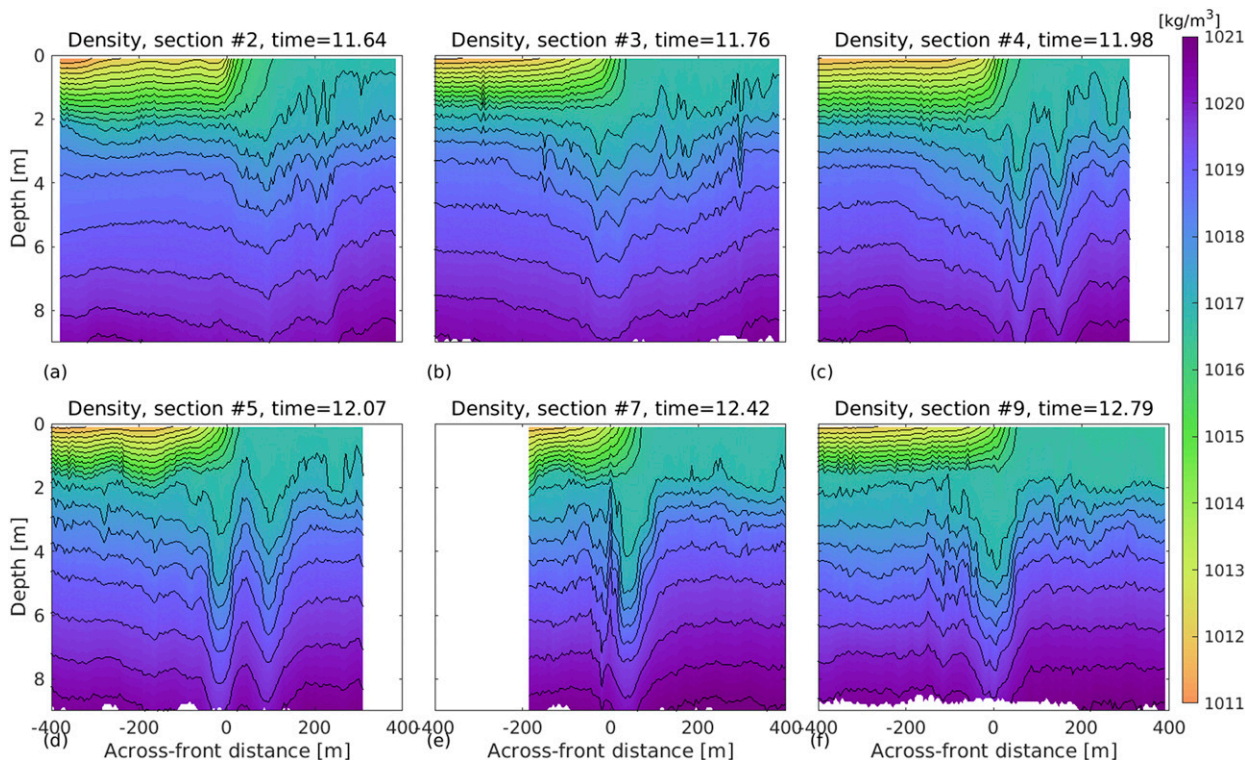 [kg/m³]
Density, section #2, time=11.64
Density, section #3, time=11.76
Density, section #4, time=11.98
0
2
4
6
8
Depth [m]
(a)
(b)
(c)
1021
1020
1019
1018
1017
1016
1015
1014
1013
1012
1011
Density, section #5, time=12.07
Density, section #7, time=12.42
Density, section #9, time=12.79
0
2
4
6
8
Depth [m]
-400 -200 0 200 400
-200 0 200 400
-200 0 200 400
(d) Across-front distance [m]
(e) Across-front distance [m]
(f) Across-front distance [m]